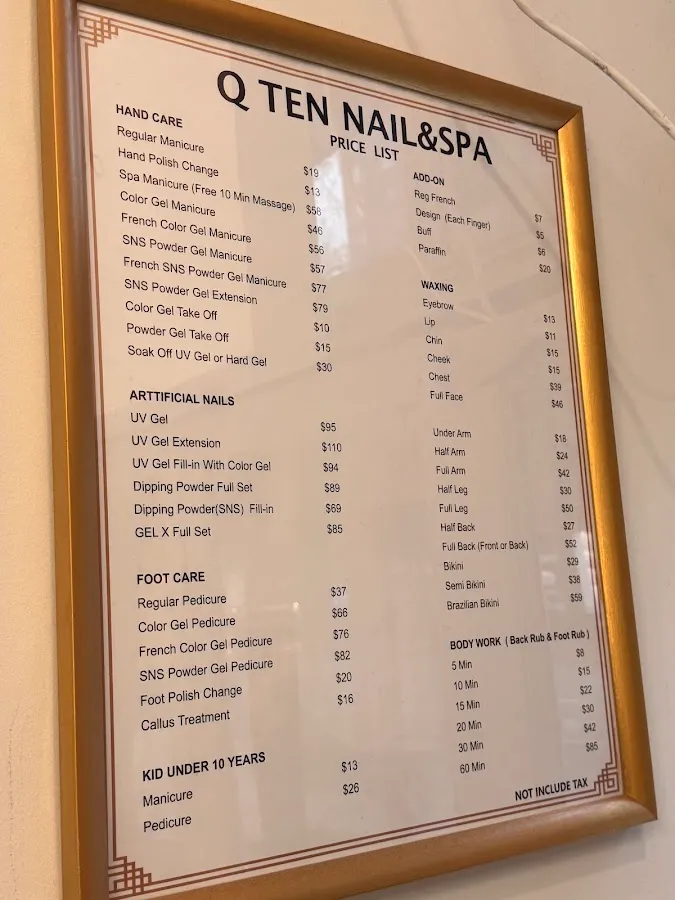 Q TEN NAIL&SPA
PRICE LIST
HAND CARE
Regular Manicure $19
Hand Polish Change $13
Spa Manicure (Free 10 Min Massage) $58
Color Gel Manicure $46
French Color Gel Manicure $56
SNS Powder Gel Manicure $57
French SNS Powder Gel Manicure $77
SNS Powder Gel Extension $79
Color Gel Take Off $10
Powder Gel Take Off $15
Soak Off UV Gel or Hard Gel $30
ARTTIFICIAL NAILS
UV Gel $95
UV Gel Extension $110
UV Gel Fill-in With Color Gel $94
Dipping Powder Full Set $89
Dipping Powder(SNS) Fill-in $69
GEL X Full Set $85
FOOT CARE
Regular Pedicure $37
Color Gel Pedicure $66
French Color Gel Pedicure $76
SNS Powder Gel Pedicure $82
Foot Polish Change $20
Callus Treatment $16
KID UNDER 10 YEARS
Manicure $13
Pedicure $26
ADD-ON
Reg French $7
Design (Each Finger) $5
Buff $6
Paraffin $20
WAXING
Eyebrow $13
Lip $11
Chin $15
Cheek $15
Chest $39
Full Face $46
Under Arm $18
Half Arm $24
Full Arm $42
Half Leg $30
Full Leg $50
Half Back $27
Full Back (Front or Back) $52
Bikini $29
Semi Bikini $38
Brazilian Bikini $59
BODY WORK ( Back Rub & Foot Rub )
5 Min $8
10 Min $15
15 Min $22
20 Min $30
30 Min $42
60 Min $85
NOT INCLUDE TAX